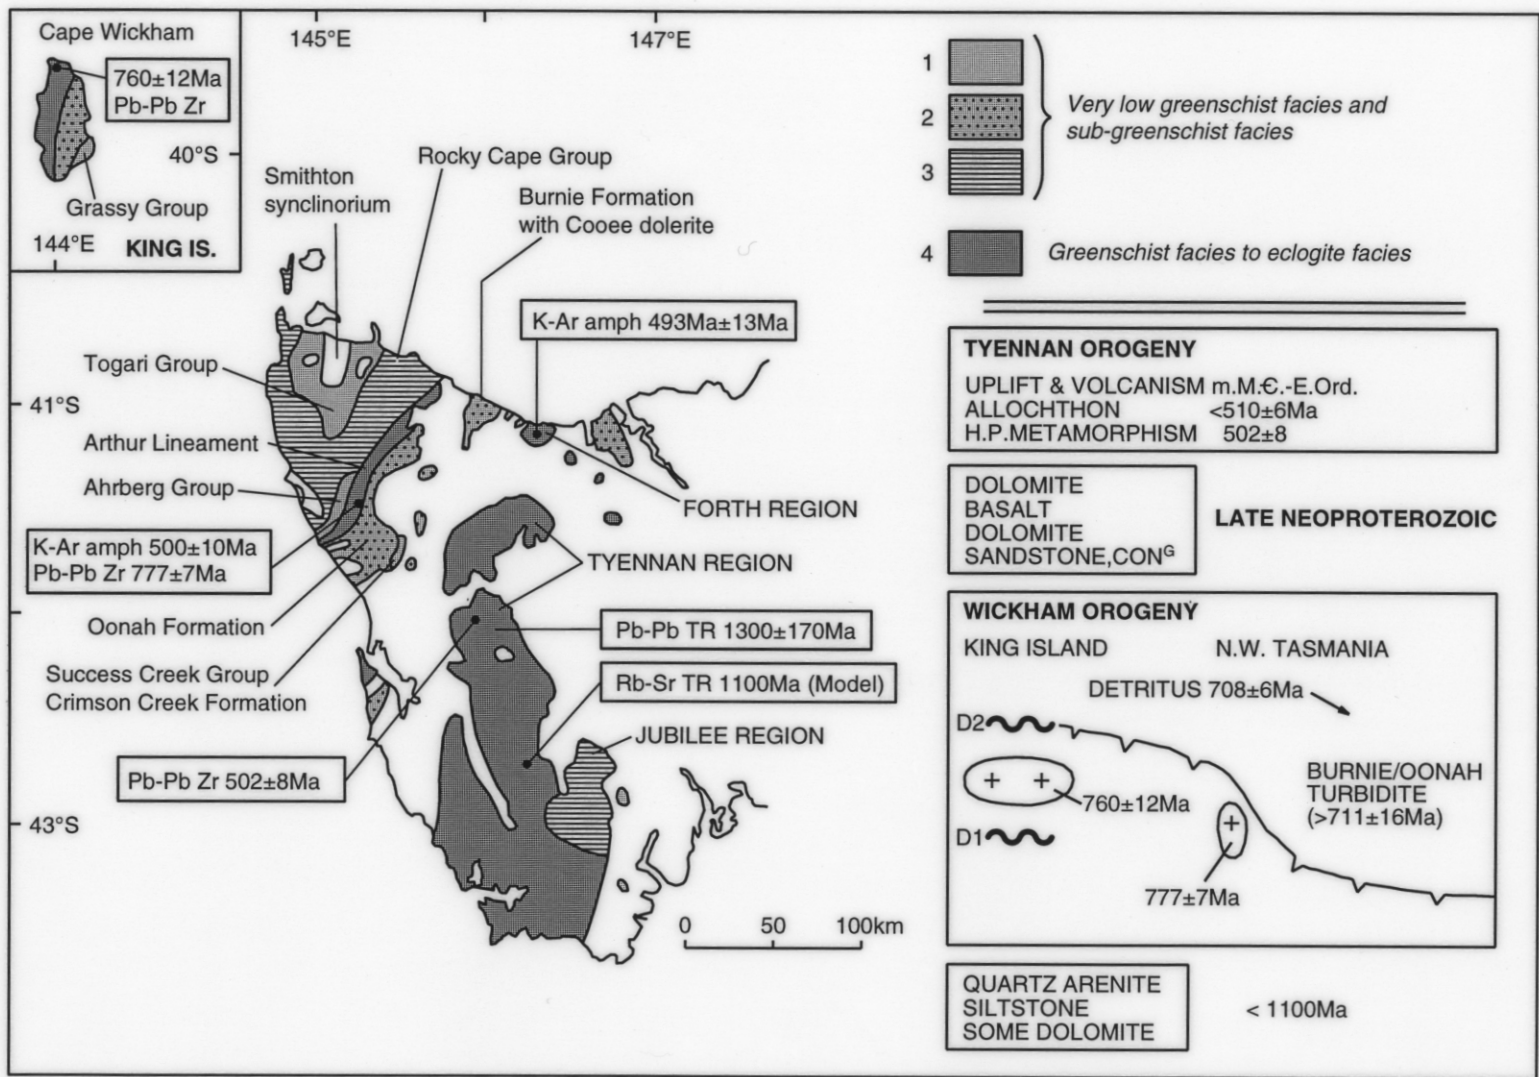 Cape Wickham
760±12Ma
Pb-Pb Zr
40°S
Grassy Group
144°E
KING IS.
145°E
147°E
Smithton
synclinorium
Rocky Cape Group
Burnie Formation
with Cooee dolerite
K-Ar amph 493Ma±13Ma
Togari Group
41°S
Arthur Lineament
Ahrberg Group
K-Ar amph 500±10Ma
Pb-Pb Zr 777±7Ma
Oonah Formation
Success Creek Group
Crimson Creek Formation
Pb-Pb Zr 502±8Ma
43°S
FORTH REGION
TYENNAN REGION
Pb-Pb TR 1300±170Ma
Rb-Sr TR 1100Ma (Model)
JUBILEE REGION
0 50 100km
1
2
3
Very low greenschist facies and
sub-greenschist facies
4
Greenschist facies to eclogite facies
TYENNAN OROGENY
UPLIFT & VOLCANISM m.M.Є.-E.Ord.
ALLOCHTHON <510±6Ma
H.P.METAMORPHISM 502±8
DOLOMITE
BASALT
DOLOMITE
SANDSTONE,CONᴳ
LATE NEOPROTEROZOIC
WICKHAM OROGENY
KING ISLAND N.W. TASMANIA
DETRITUS 708±6Ma
D2
760±12Ma
D1
BURNIE/OONAH
TURBIDITE
(>711±16Ma)
777±7Ma
QUARTZ ARENITE
SILTSTONE
SOME DOLOMITE
< 1100Ma